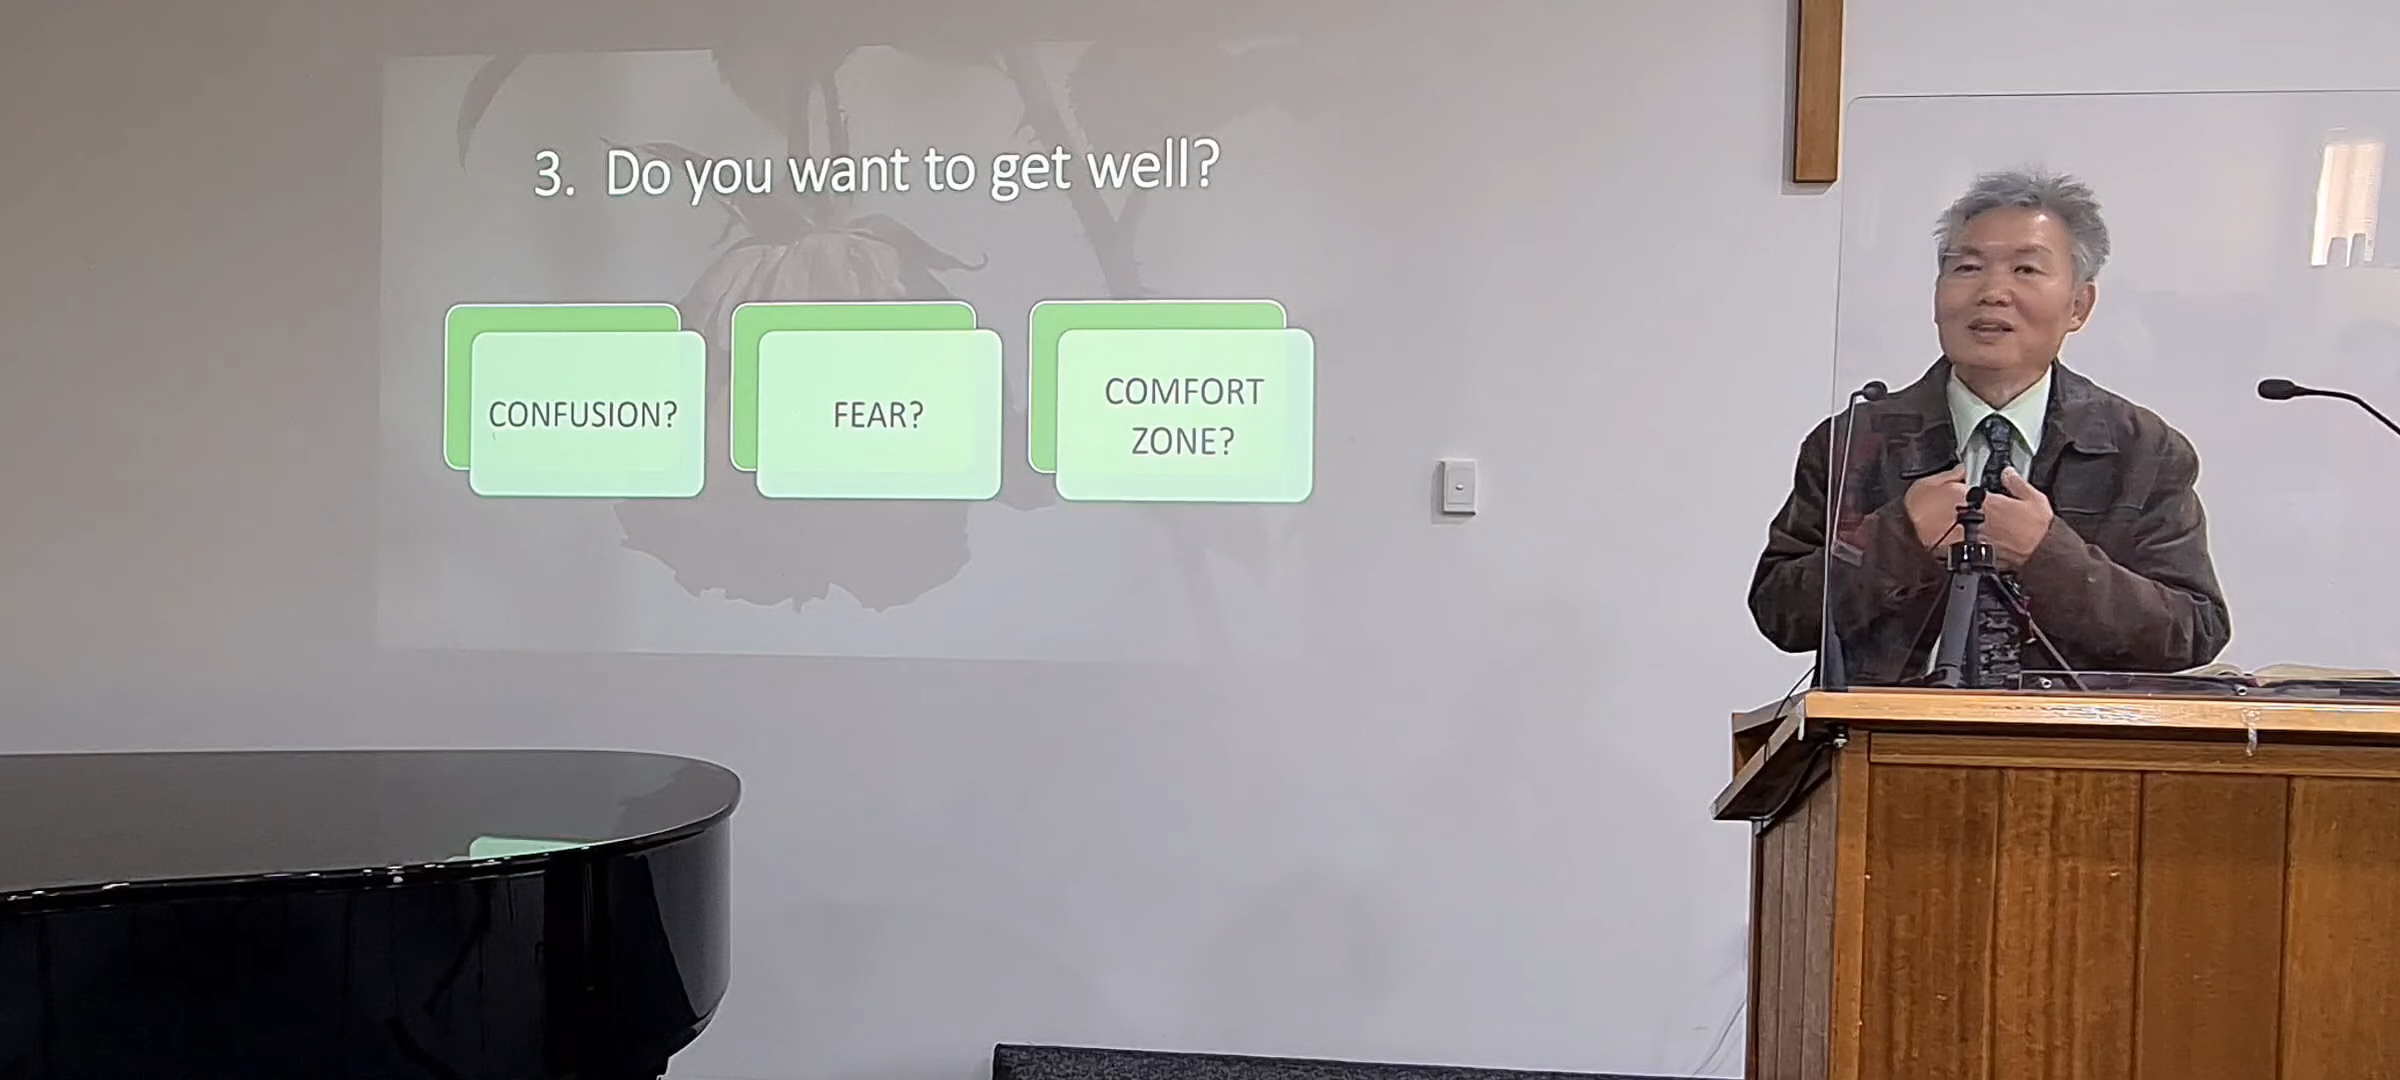 3. Do you want to get well?
CONFUSION?
FEAR?
COMFORT
ZONE?